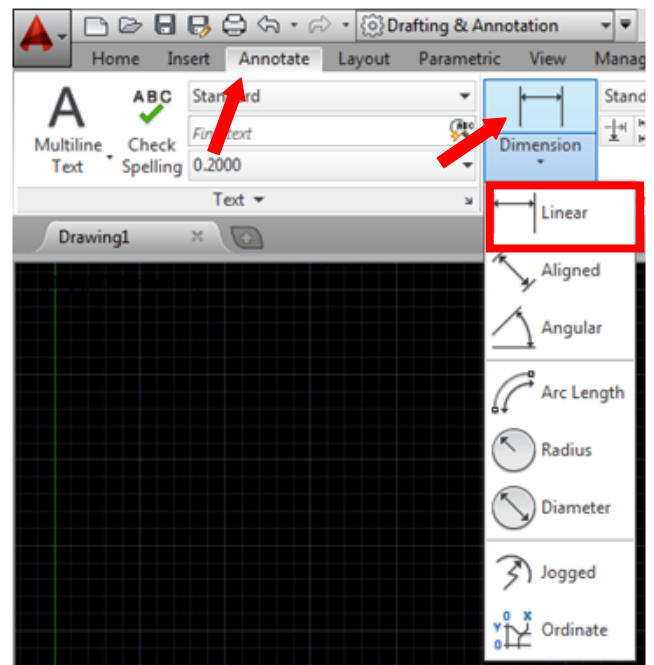 Drafting & Annotation
Home Insert Annotate Layout Parametric View Manag
A ABC Standard Stand
Find text
Multiline Text
Check Spelling
0.2000
Dimension
Text
Drawing1
Linear
Aligned
Angular
Arc Length
Radius
Diameter
Jogged
Ordinate